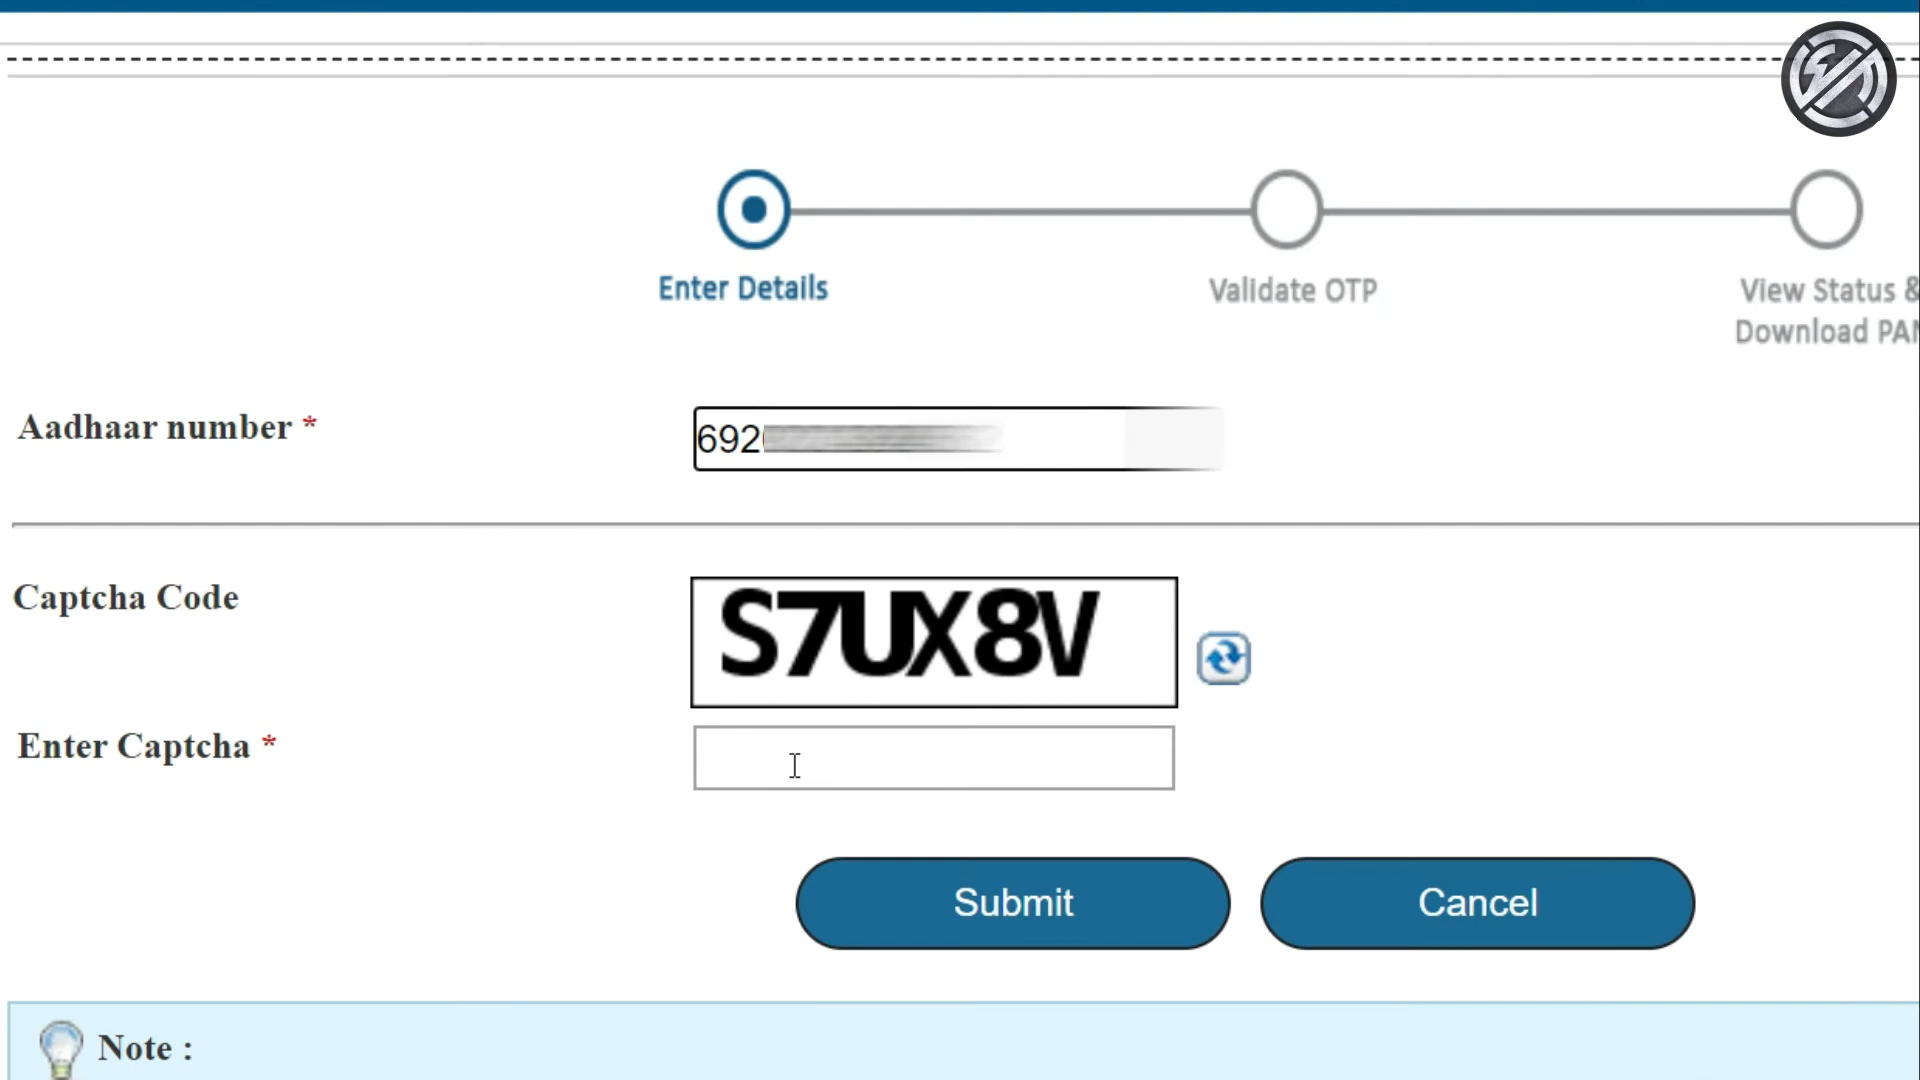 Enter Details
Validate OTP
View Status &
Download PAN
Aadhaar number *
692
Captcha Code
S7UX8V
Enter Captcha *
Submit
Cancel
Note :